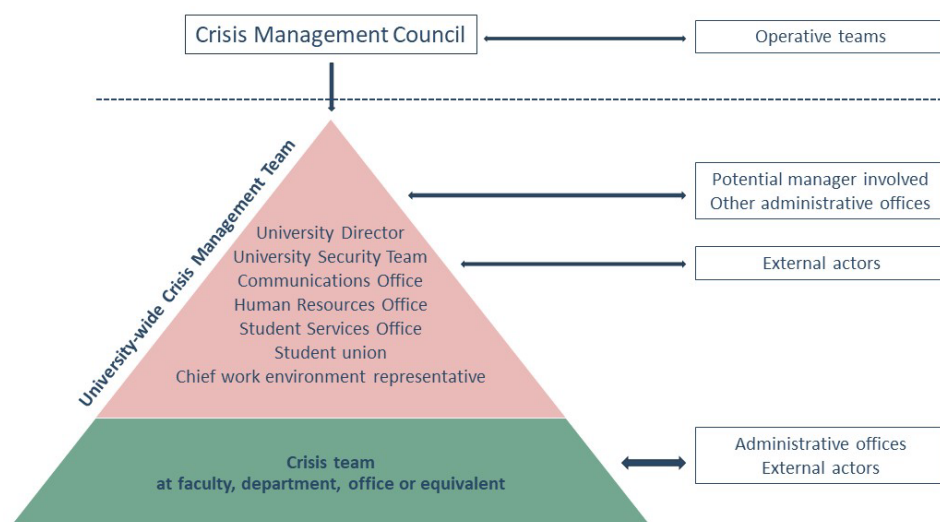 Crisis Management Council
Operative teams
University-wide Crisis Management Team
Potential manager involved
Other administrative offices
University Director
University Security Team
Communications Office
Human Resources Office
Student Services Office
Student union
Chief work environment representative
External actors
Crisis team
at faculty, department, office or equivalent
Administrative offices
External actors